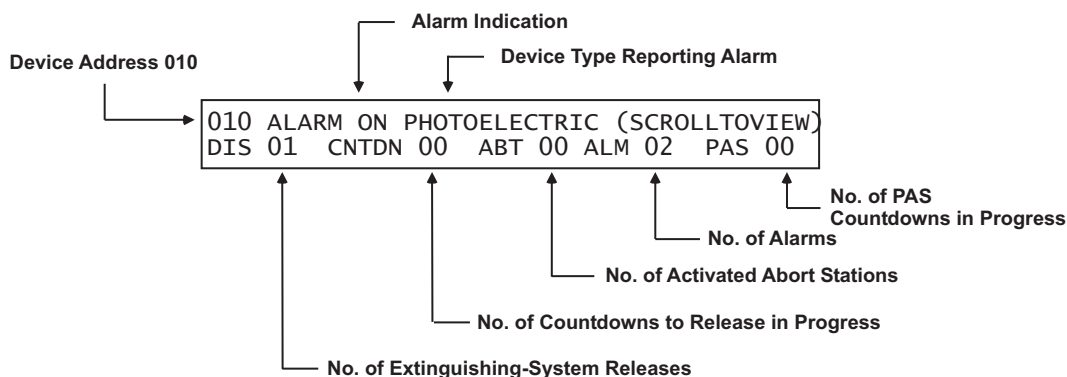 Alarm Indication
Device Type Reporting Alarm
Device Address 010
010 ALARM ON PHOTOELECTRIC (SCROLLTOVIEW)
DIS 01 CNTDN 00 ABT 00 ALM 02 PAS 00
No. of PAS
Countdowns in Progress
No. of Alarms
No. of Activated Abort Stations
No. of Countdowns to Release in Progress
No. of Extinguishing-System Releases